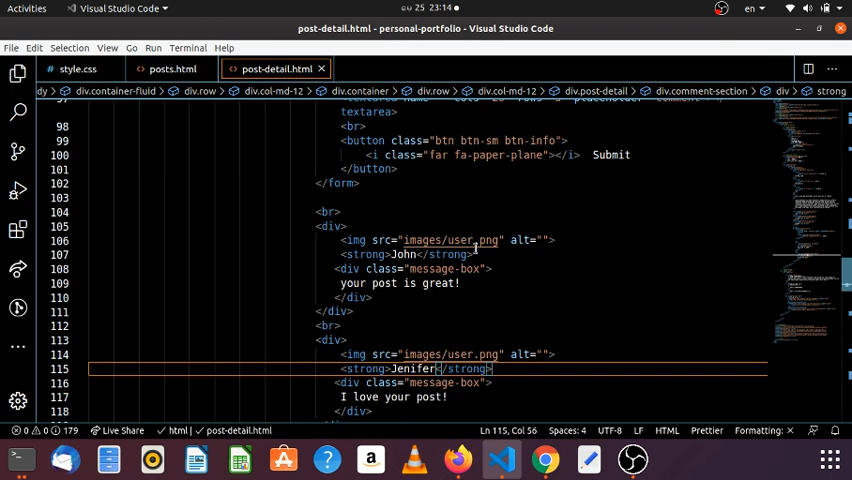 Activities
Visual Studio Code
25 23:14
en
post-detail.html - personal-portfolio - Visual Studio Code
File Edit Selection View Go Run Terminal Help
style.css
posts.html
post-detail.html
dy > div.container-fluid > div.row > div.col-md-12 > div.container > div.row > div.col-md-12 > div.post-detail > div.comment-section > div > strong
textarea>
98 <br>
99 <button class="btn btn-sm btn-info">
100 <i class="far fa-paper-plane"></i> Submit
101 </button>
102 </form>
103
104 <br>
105 <div>
106 <img src="images/user.png" alt="">
107 <strong>John</strong>
108 <div class="message-box">
109 your post is great!
110 </div>
111 </div>
112 <br>
113 <div>
114 <img src="images/user.png" alt="">
115 <strong>Jenifer</strong>
116 <div class="message-box">
117 I love your post!
118 </div>
0 0 179 Live Share html post-detail.html Ln 115, Col 56 Spaces: 4 UTF-8 LF HTML Prettier Formatting: ×